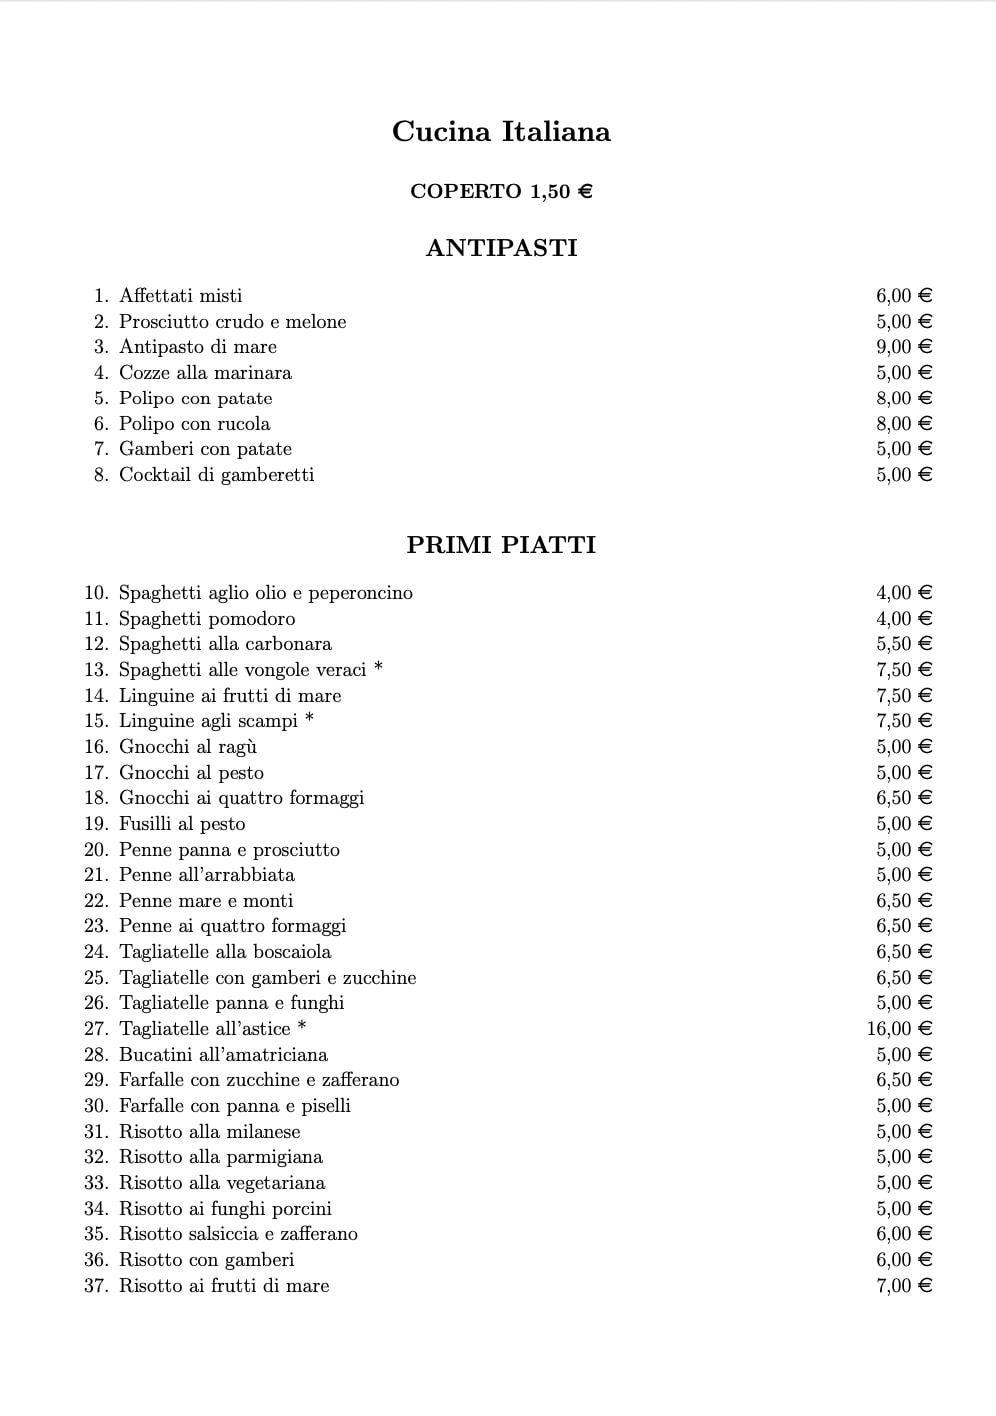 Cucina Italiana
COPERTO 1,50 €
ANTIPASTI
1. Affettati misti 6,00 €
2. Prosciutto crudo e melone 5,00 €
3. Antipasto di mare 9,00 €
4. Cozze alla marinara 5,00 €
5. Polipo con patate 8,00 €
6. Polipo con rucola 8,00 €
7. Gamberi con patate 5,00 €
8. Cocktail di gamberetti 5,00 €
PRIMI PIATTI
10. Spaghetti aglio olio e peperoncino 4,00 €
11. Spaghetti pomodoro 4,00 €
12. Spaghetti alla carbonara 5,50 €
13. Spaghetti alle vongole veraci * 7,50 €
14. Linguine ai frutti di mare 7,50 €
15. Linguine agli scampi * 7,50 €
16. Gnocchi al ragù 5,00 €
17. Gnocchi al pesto 5,00 €
18. Gnocchi ai quattro formaggi 6,50 €
19. Fusilli al pesto 5,00 €
20. Penne panna e prosciutto 5,00 €
21. Penne all'arrabbiata 5,00 €
22. Penne mare e monti 6,50 €
23. Penne ai quattro formaggi 6,50 €
24. Tagliatelle alla boscaiola 6,50 €
25. Tagliatelle con gamberi e zucchine 6,50 €
26. Tagliatelle panna e funghi 5,00 €
27. Tagliatelle all'astice * 16,00 €
28. Bucatini all'amatriciana 5,00 €
29. Farfalle con zucchine e zafferano 6,50 €
30. Farfalle con panna e piselli 5,00 €
31. Risotto alla milanese 5,00 €
32. Risotto alla parmigiana 5,00 €
33. Risotto alla vegetariana 5,00 €
34. Risotto ai funghi porcini 5,00 €
35. Risotto salsiccia e zafferano 6,00 €
36. Risotto con gamberi 6,00 €
37. Risotto ai frutti di mare 7,00 €